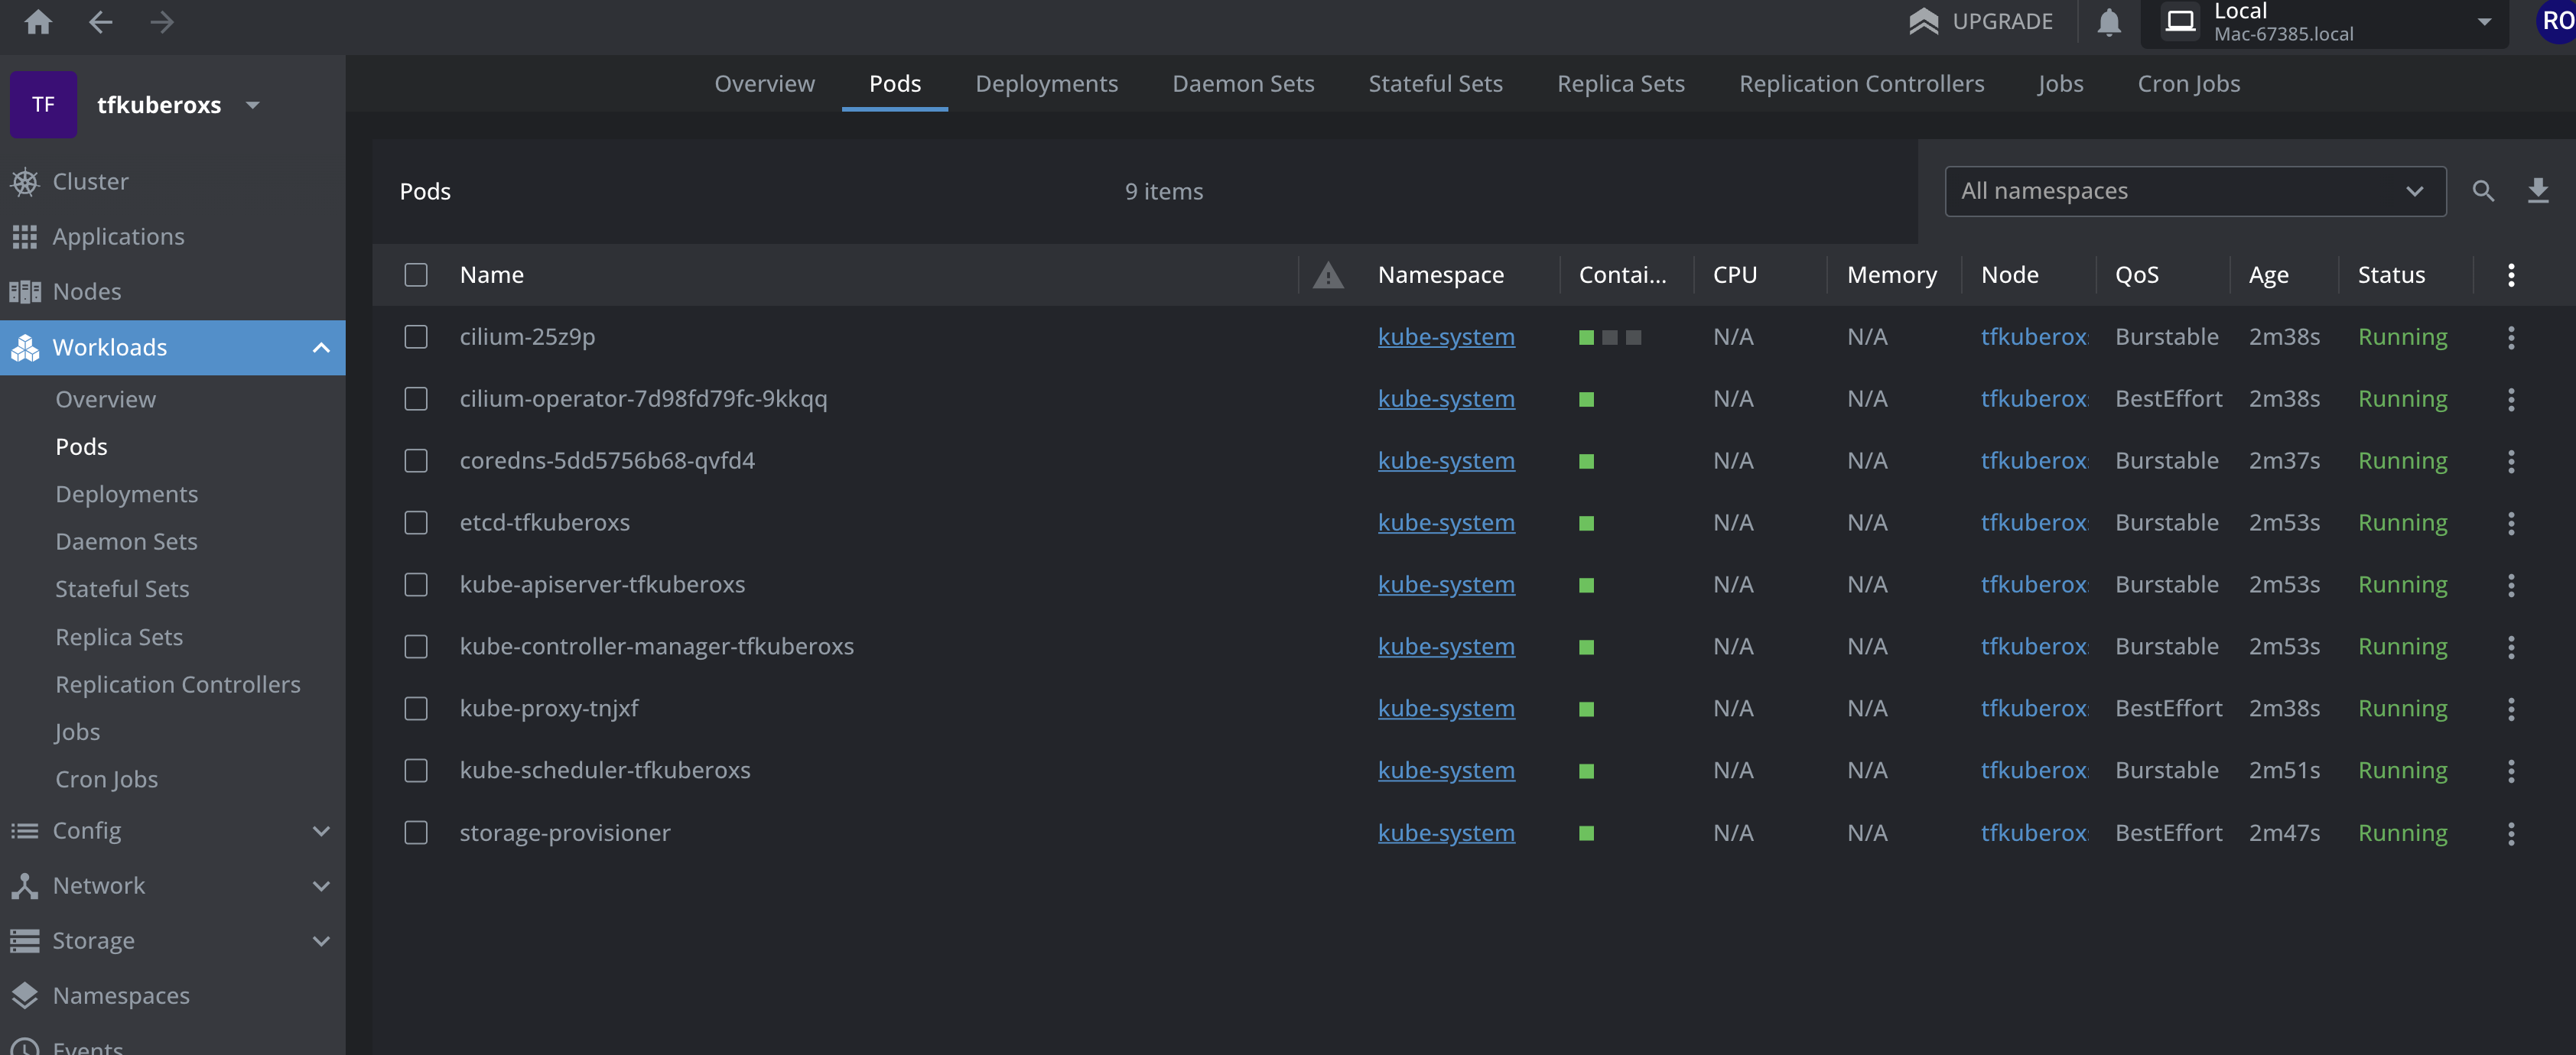 UPGRADE
Local
Mac-67385.local
RO
TF
tfkuberoxs
Overview Pods Deployments Daemon Sets Stateful Sets Replica Sets Replication Controllers Jobs Cron Jobs
Cluster
Applications
Nodes
Workloads
Overview
Pods
Deployments
Daemon Sets
Stateful Sets
Replica Sets
Replication Controllers
Jobs
Cron Jobs
Config
Network
Storage
Namespaces
Events
Pods 9 items All namespaces
Name Namespace Contai... CPU Memory Node QoS Age Status
cilium-25z9p kube-system N/A N/A tfkuberox Burstable 2m38s Running
cilium-operator-7d98fd79fc-9kkqq kube-system N/A N/A tfkuberox BestEffort 2m38s Running
coredns-5dd5756b68-qvfd4 kube-system N/A N/A tfkuberox Burstable 2m37s Running
etcd-tfkuberoxs kube-system N/A N/A tfkuberox Burstable 2m53s Running
kube-apiserver-tfkuberoxs kube-system N/A N/A tfkuberox Burstable 2m53s Running
kube-controller-manager-tfkuberoxs kube-system N/A N/A tfkuberox Burstable 2m53s Running
kube-proxy-tnjxf kube-system N/A N/A tfkuberox BestEffort 2m38s Running
kube-scheduler-tfkuberoxs kube-system N/A N/A tfkuberox Burstable 2m51s Running
storage-provisioner kube-system N/A N/A tfkuberox BestEffort 2m47s Running